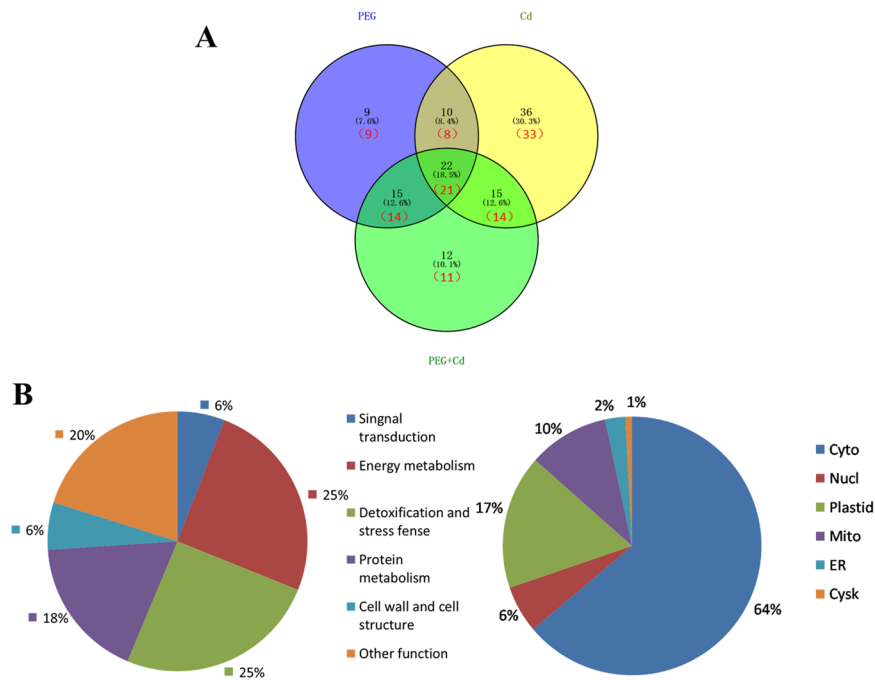 PEG
Cd
A
9
(7.6%)
(9)
10
(8.4%)
(8)
36
(30.3%)
(33)
22
(18.5%)
(21)
15
(12.6%)
(14)
15
(12.6%)
(14)
12
(10.1%)
(11)
PEG+Cd
B
6%
25%
25%
18%
6%
20%
Singnal
transduction
Energy metabolism
Detoxification and
stress fense
Protein
metabolism
Cell wall and cell
structure
Other function
1%
2%
10%
17%
6%
64%
Cyto
Nucl
Plastid
Mito
ER
Cysk